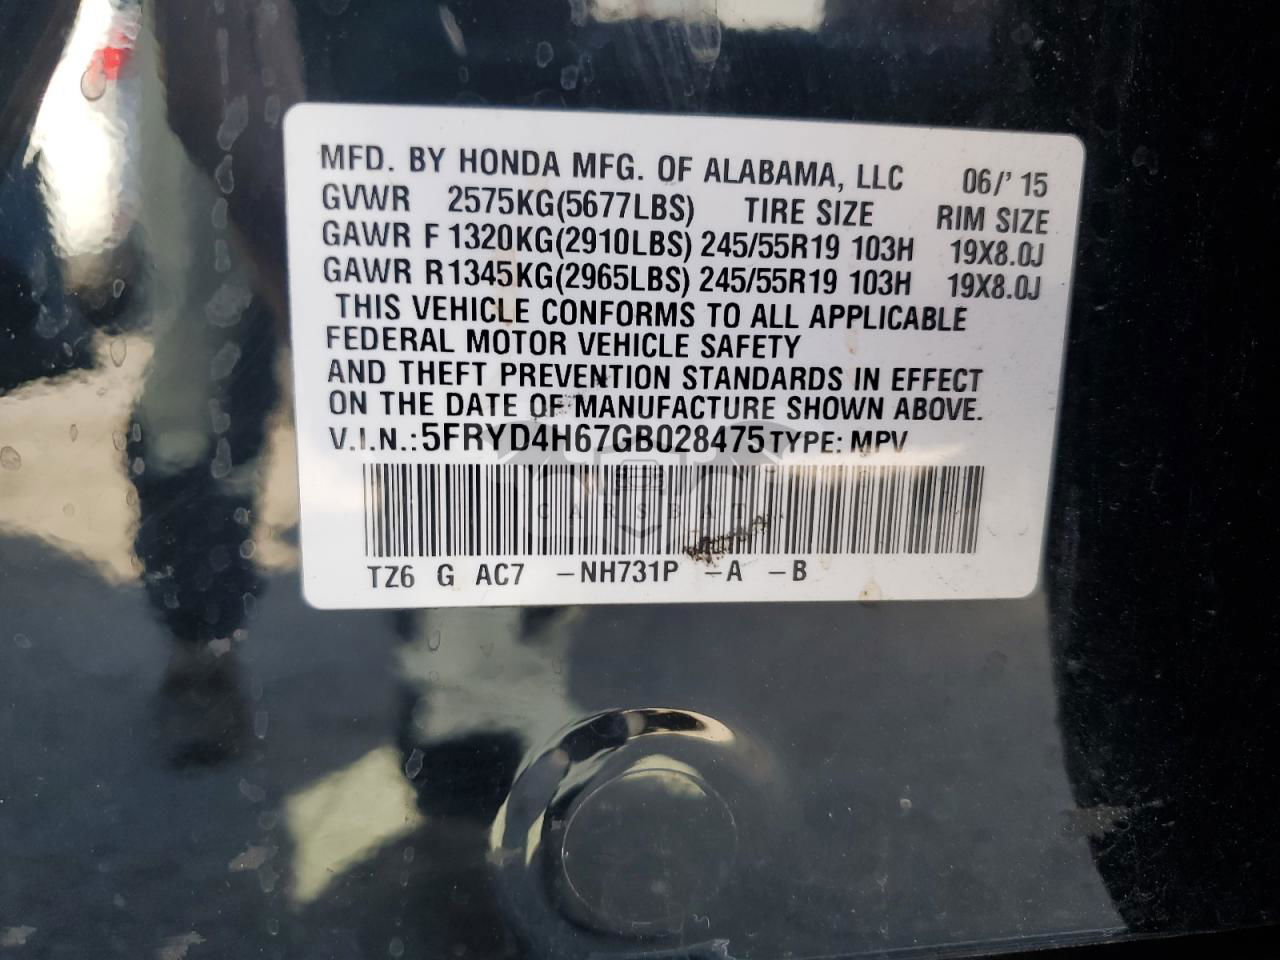 MFD. BY HONDA MFG. OF ALABAMA, LLC 06/' 15
GVWR 2575KG(5677LBS) TIRE SIZE RIM SIZE
GAWR F 1320KG(2910LBS) 245/55R19 103H 19X8.0J
GAWR R1345KG(2965LBS) 245/55R19 103H 19X8.0J
THIS VEHICLE CONFORMS TO ALL APPLICABLE
FEDERAL MOTOR VEHICLE SAFETY
AND THEFT PREVENTION STANDARDS IN EFFECT
ON THE DATE OF MANUFACTURE SHOWN ABOVE.
V.I.N.:5FRYD4H67GB028475 TYPE: MPV
TZ6 G AC7 -NH731P -A -B